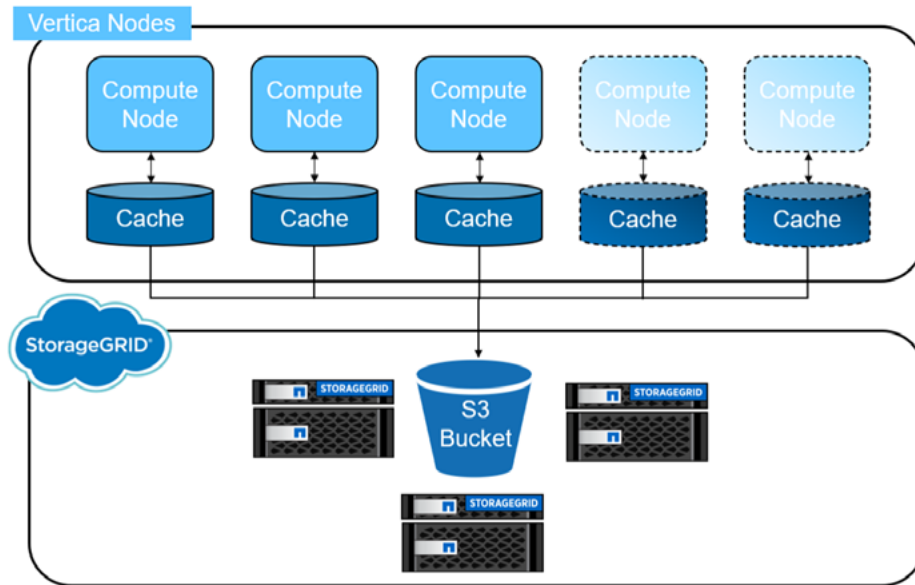 Vertica Nodes
Compute
Node
Compute
Node
Compute
Node
Compute
Node
Compute
Node
Cache
Cache
Cache
Cache
Cache
StorageGRID®
S3
Bucket
STORAGEGRID
STORAGEGRID
STORAGEGRID